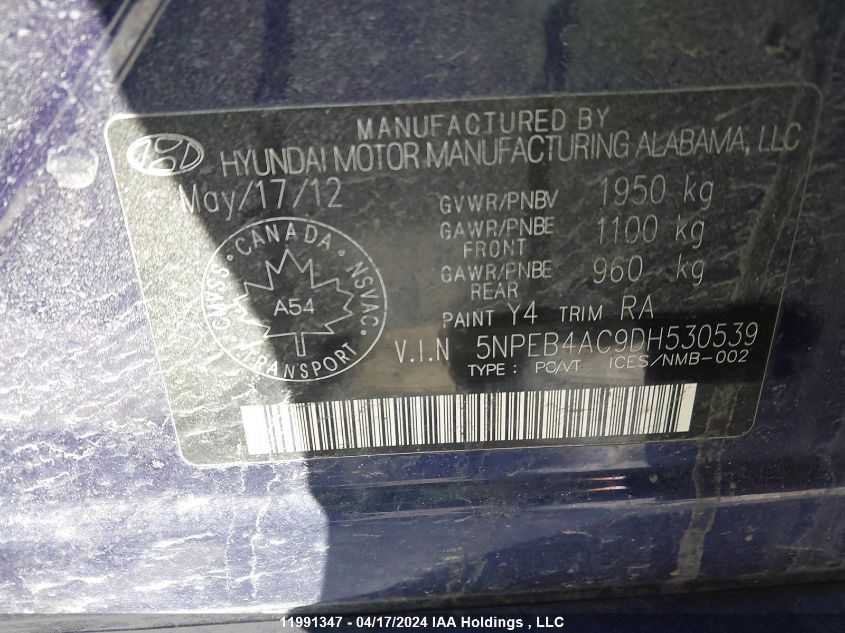 MANUFACTURED BY
HYUNDAI MOTOR MANUFACTURING ALABAMA, LLC
May/17/12
GVWR/PNBV 1950 kg
GAWR/PNBE FRONT 1100 kg
GAWR/PNBE REAR 960 kg
PAINT Y4 TRIM RA
CANADA
CMVSS NSVAC
A54
TRANSPORT
V.I.N 5NPEB4AC9DH530539
TYPE : PC/VT ICES/NMB-002
11991347 - 04/17/2024 IAA Holdings , LLC